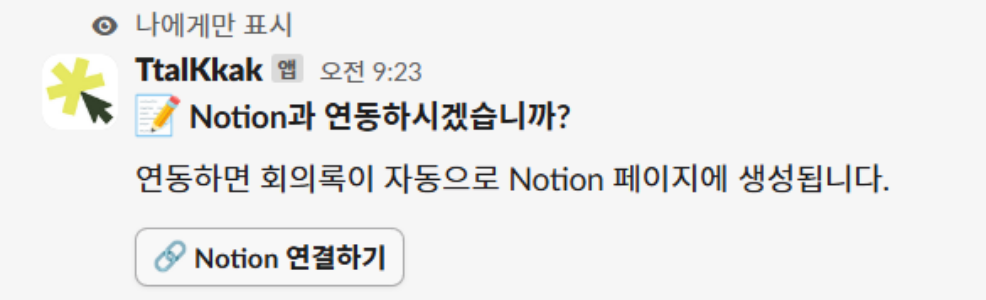 나에게만 표시
TtalKkak 앱 오전 9:23
📝 Notion과 연동하시겠습니까?
연동하면 회의록이 자동으로 Notion 페이지에 생성됩니다.
🔗 Notion 연결하기